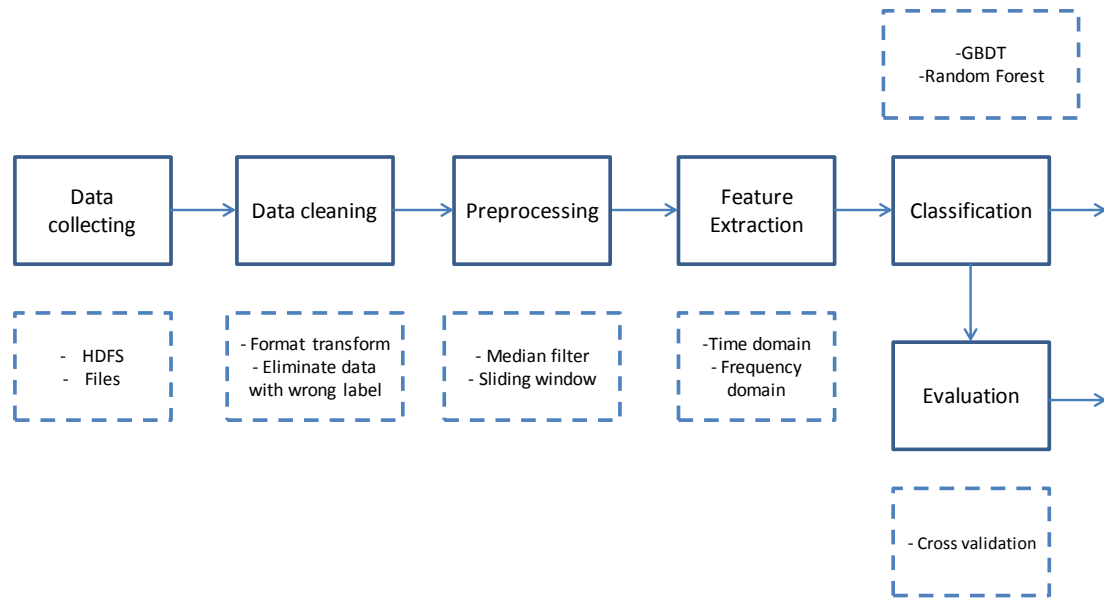 -GBDT
-Random Forest
Data
collecting
Data cleaning
Preprocessing
Feature
Extraction
Classification
- HDFS
- Files
- Format transform
- Eliminate data
with wrong label
- Median filter
- Sliding window
-Time domain
- Frequency
domain
Evaluation
- Cross validation